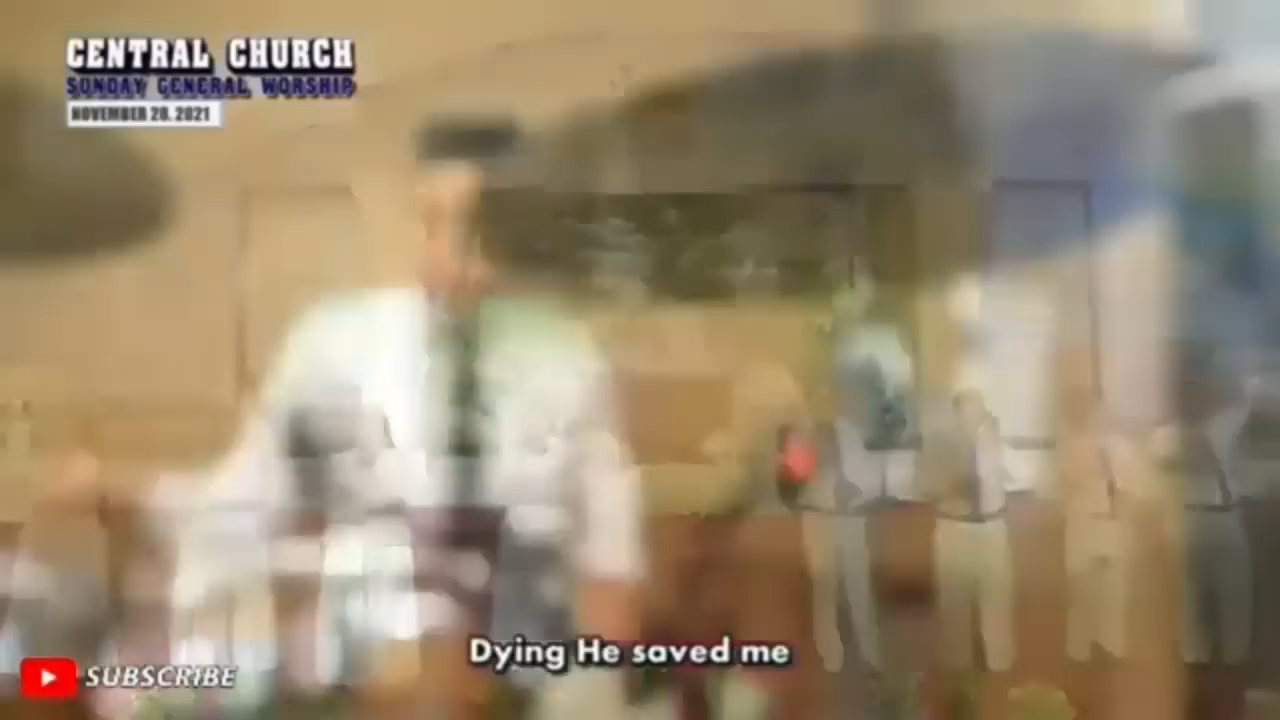 CENTRAL CHURCH
SUNDAY GENERAL WORSHIP
NOVEMBER 28, 2021
Dying He saved me
SUBSCRIBE